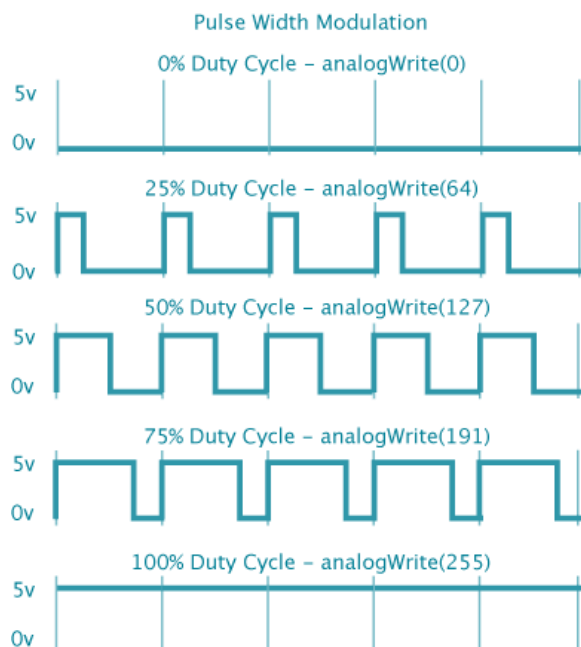 Pulse Width Modulation
0% Duty Cycle – analogWrite(0)
5v
0v
25% Duty Cycle – analogWrite(64)
5v
0v
50% Duty Cycle – analogWrite(127)
5v
0v
75% Duty Cycle – analogWrite(191)
5v
0v
100% Duty Cycle – analogWrite(255)
5v
0v